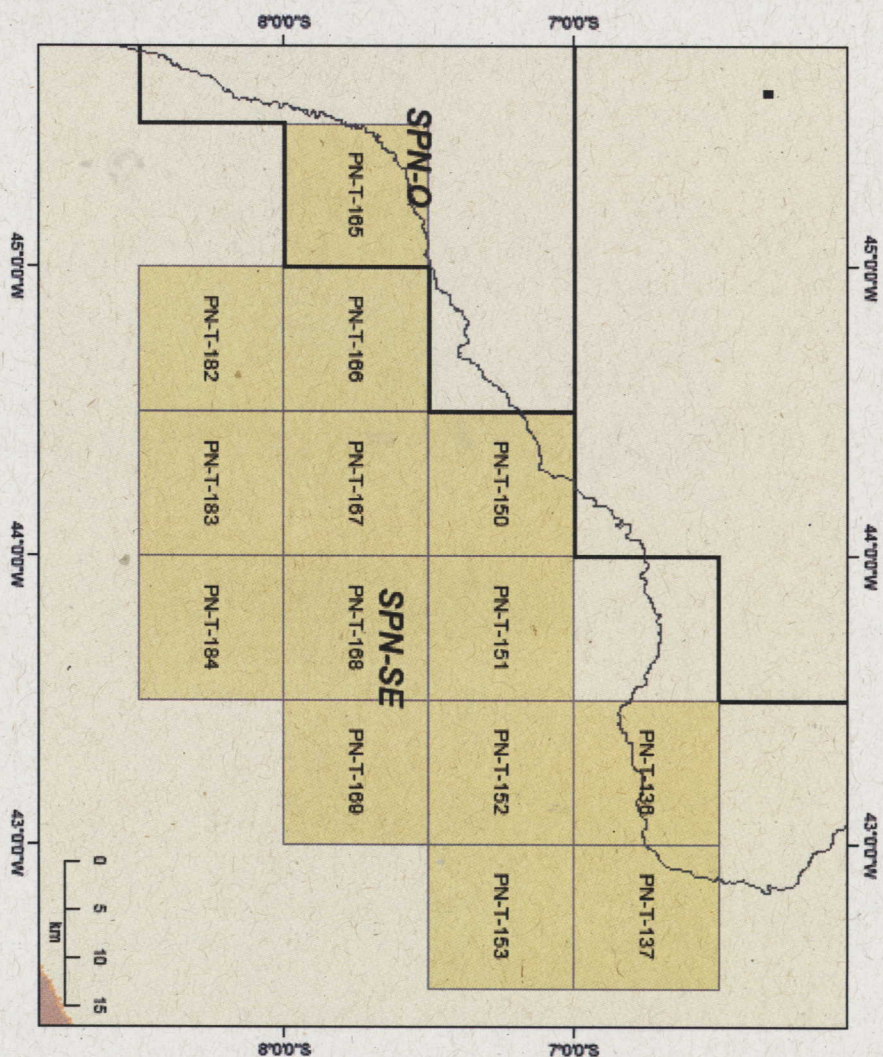 45°0'0"W 44°0'0"W 43°0'0"W
PN-T-136 PN-T-137
7°0'0"S 7°0'0"S
PN-T-150 PN-T-151 PN-T-152 PN-T-153
SPN-O
SPN-SE
PN-T-165 PN-T-166 PN-T-167 PN-T-168 PN-T-169
8°0'0"S 8°0'0"S
PN-T-182 PN-T-183 PN-T-184
0 5 10 15
km
45°0'0"W 44°0'0"W 43°0'0"W